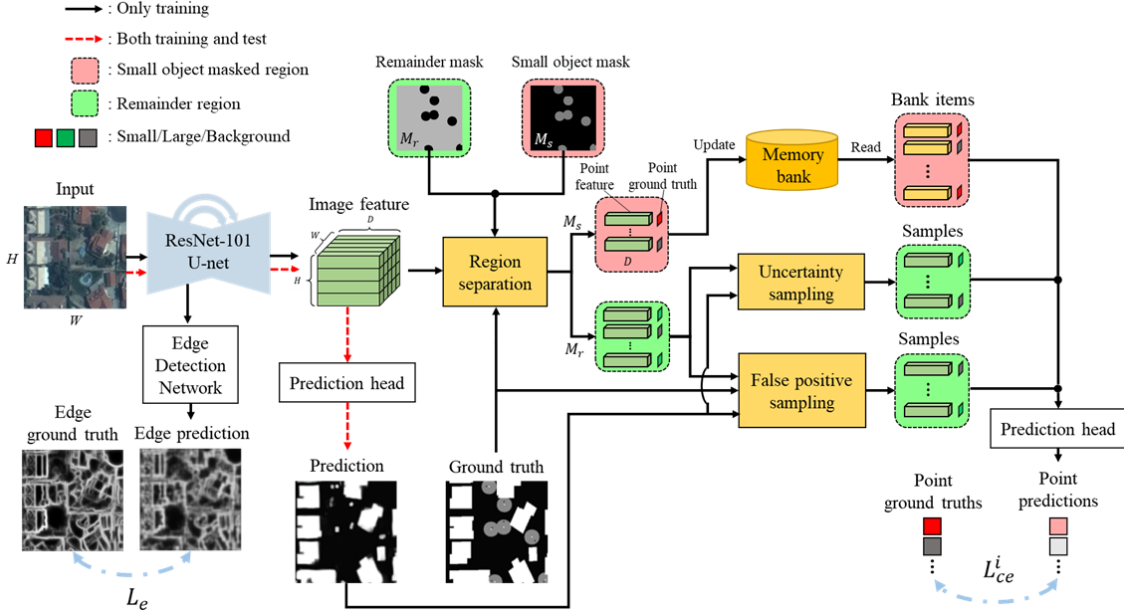 : Only training
: Both training and test
: Small object masked region
: Remainder region
: Small/Large/Background
Remainder mask
Small object mask
M_r
M_s
Bank items
Update
Memory
bank
Read
Point
feature
Point
ground truth
Input
H
W
ResNet-101
U-net
Image feature
D
W
H
Region
separation
M_s
D
M_r
Uncertainty
sampling
Samples
False positive
sampling
Samples
Edge
Detection
Network
Prediction head
Edge
ground truth
Edge prediction
Prediction
Ground truth
Prediction head
Point
ground truths
Point
predictions
L_e
L_ce^i